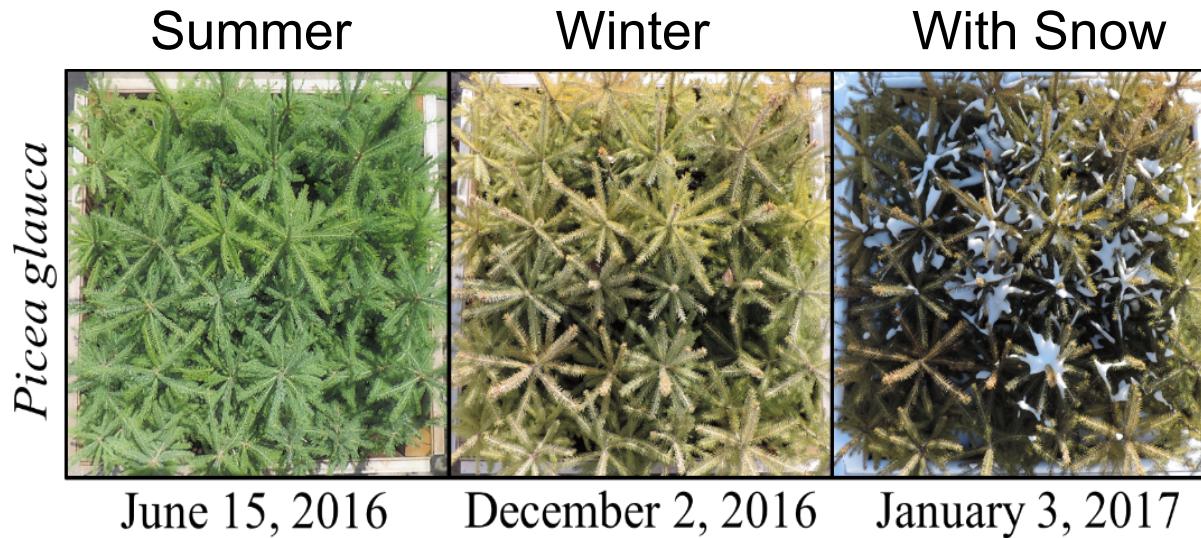 Summer
Winter
With Snow
Picea glauca
June 15, 2016
December 2, 2016
January 3, 2017